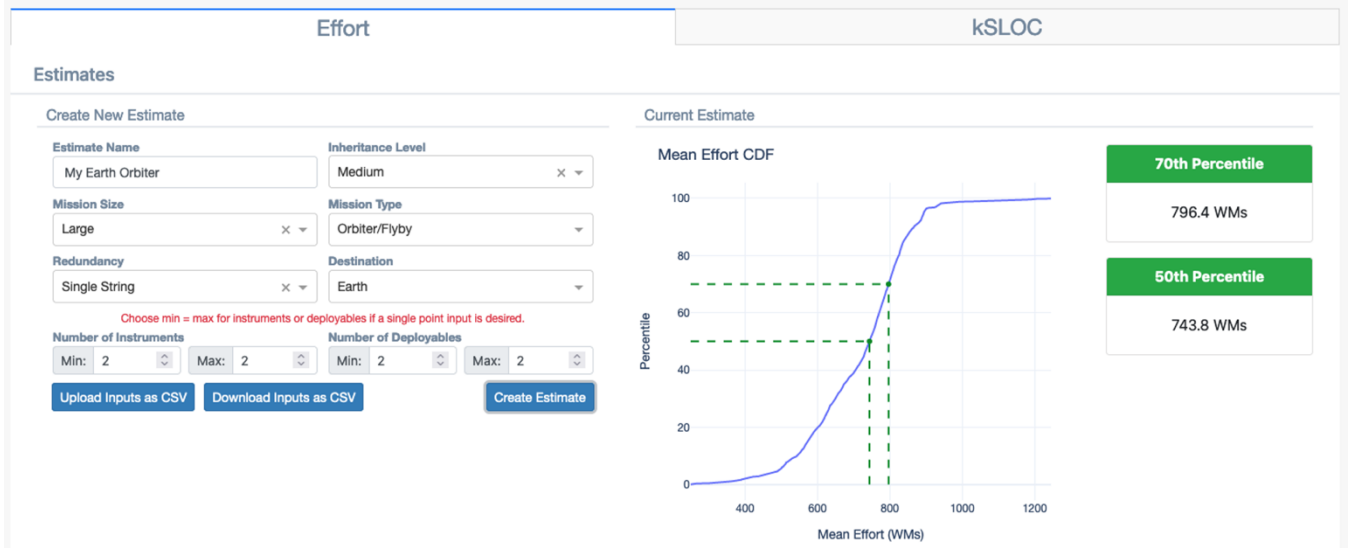 Effort
kSLOC
Estimates
Create New Estimate
Estimate Name
Inheritance Level
My Earth Orbiter
Medium
Mission Size
Mission Type
Large
Orbiter/Flyby
Redundancy
Destination
Single String
Earth
Choose min = max for instruments or deployables if a single point input is desired.
Number of Instruments
Number of Deployables
Min: 2
Max: 2
Min: 2
Max: 2
Upload Inputs as CSV
Download Inputs as CSV
Create Estimate
Current Estimate
Mean Effort CDF
100
80
60
40
20
0
Percentile
400
600
800
1000
1200
Mean Effort (WMs)
70th Percentile
796.4 WMs
50th Percentile
743.8 WMs